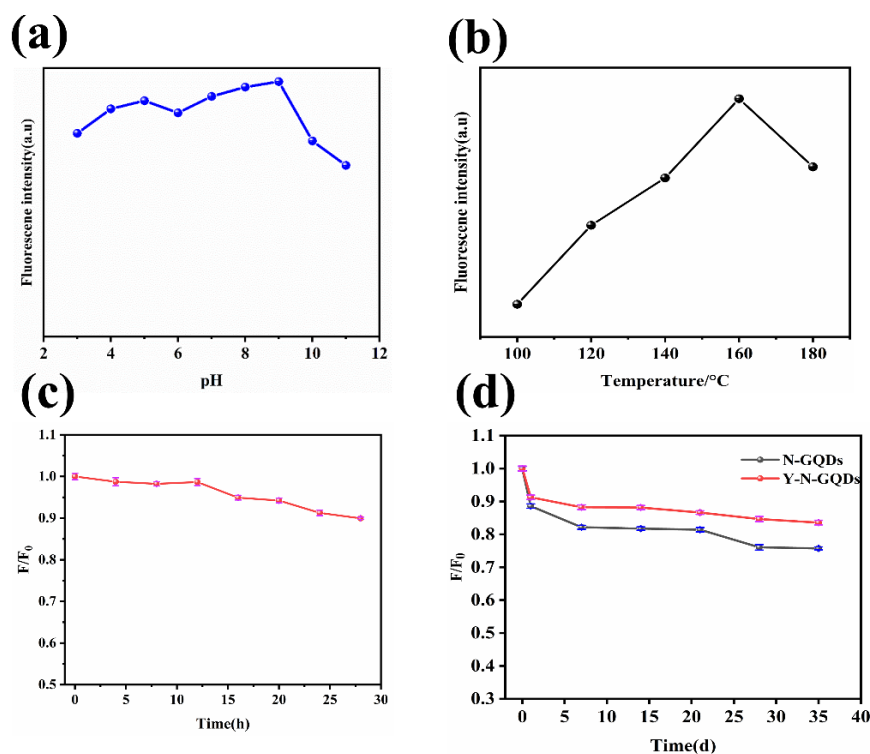 (a)
Fluorescene intensity(a.u)
2 4 6 8 10 12
pH
(b)
Fluorescene intensity(a.u)
100 120 140 160 180
Temperature/°C
(c)
1.1
1.0
0.9
0.8
0.7
0.6
0.5
F/F0
0 5 10 15 20 25 30
Time(h)
(d)
1.1
1.0
0.9
0.8
0.7
0.6
0.5
0.4
0.3
F/F0
N-GQDs
Y-N-GQDs
0 5 10 15 20 25 30 35 40
Time(d)